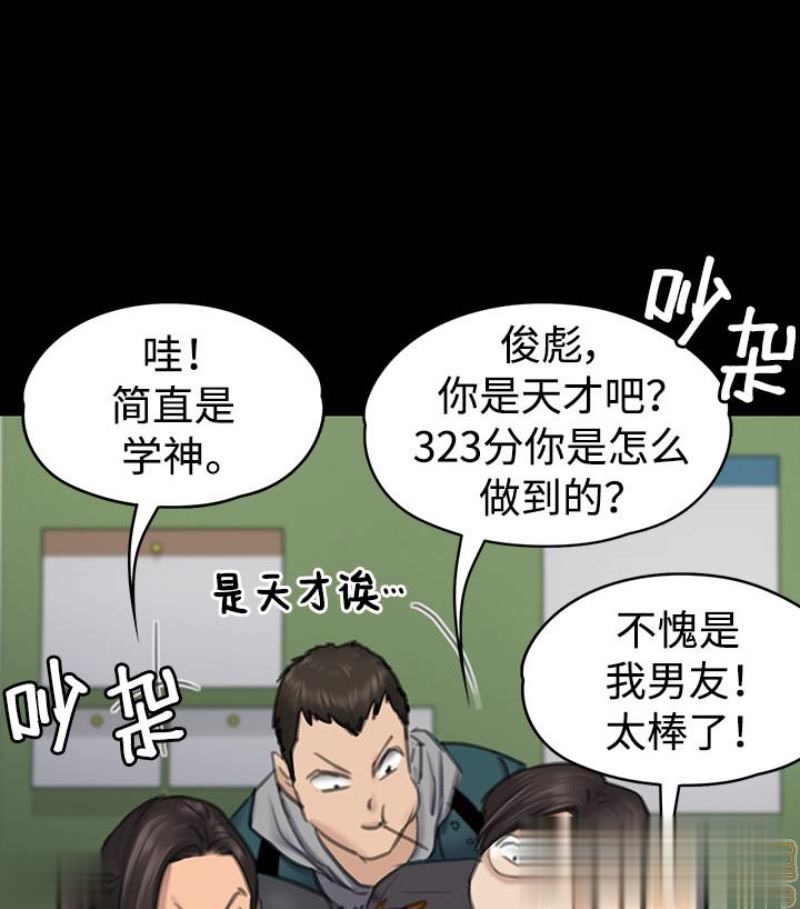 吵杂
哇！
简直是
学神。
俊彪，
你是天才吧？
323分你是怎么
做到的？
是天才诶…
不愧是
我男友！
太棒了！
吵杂